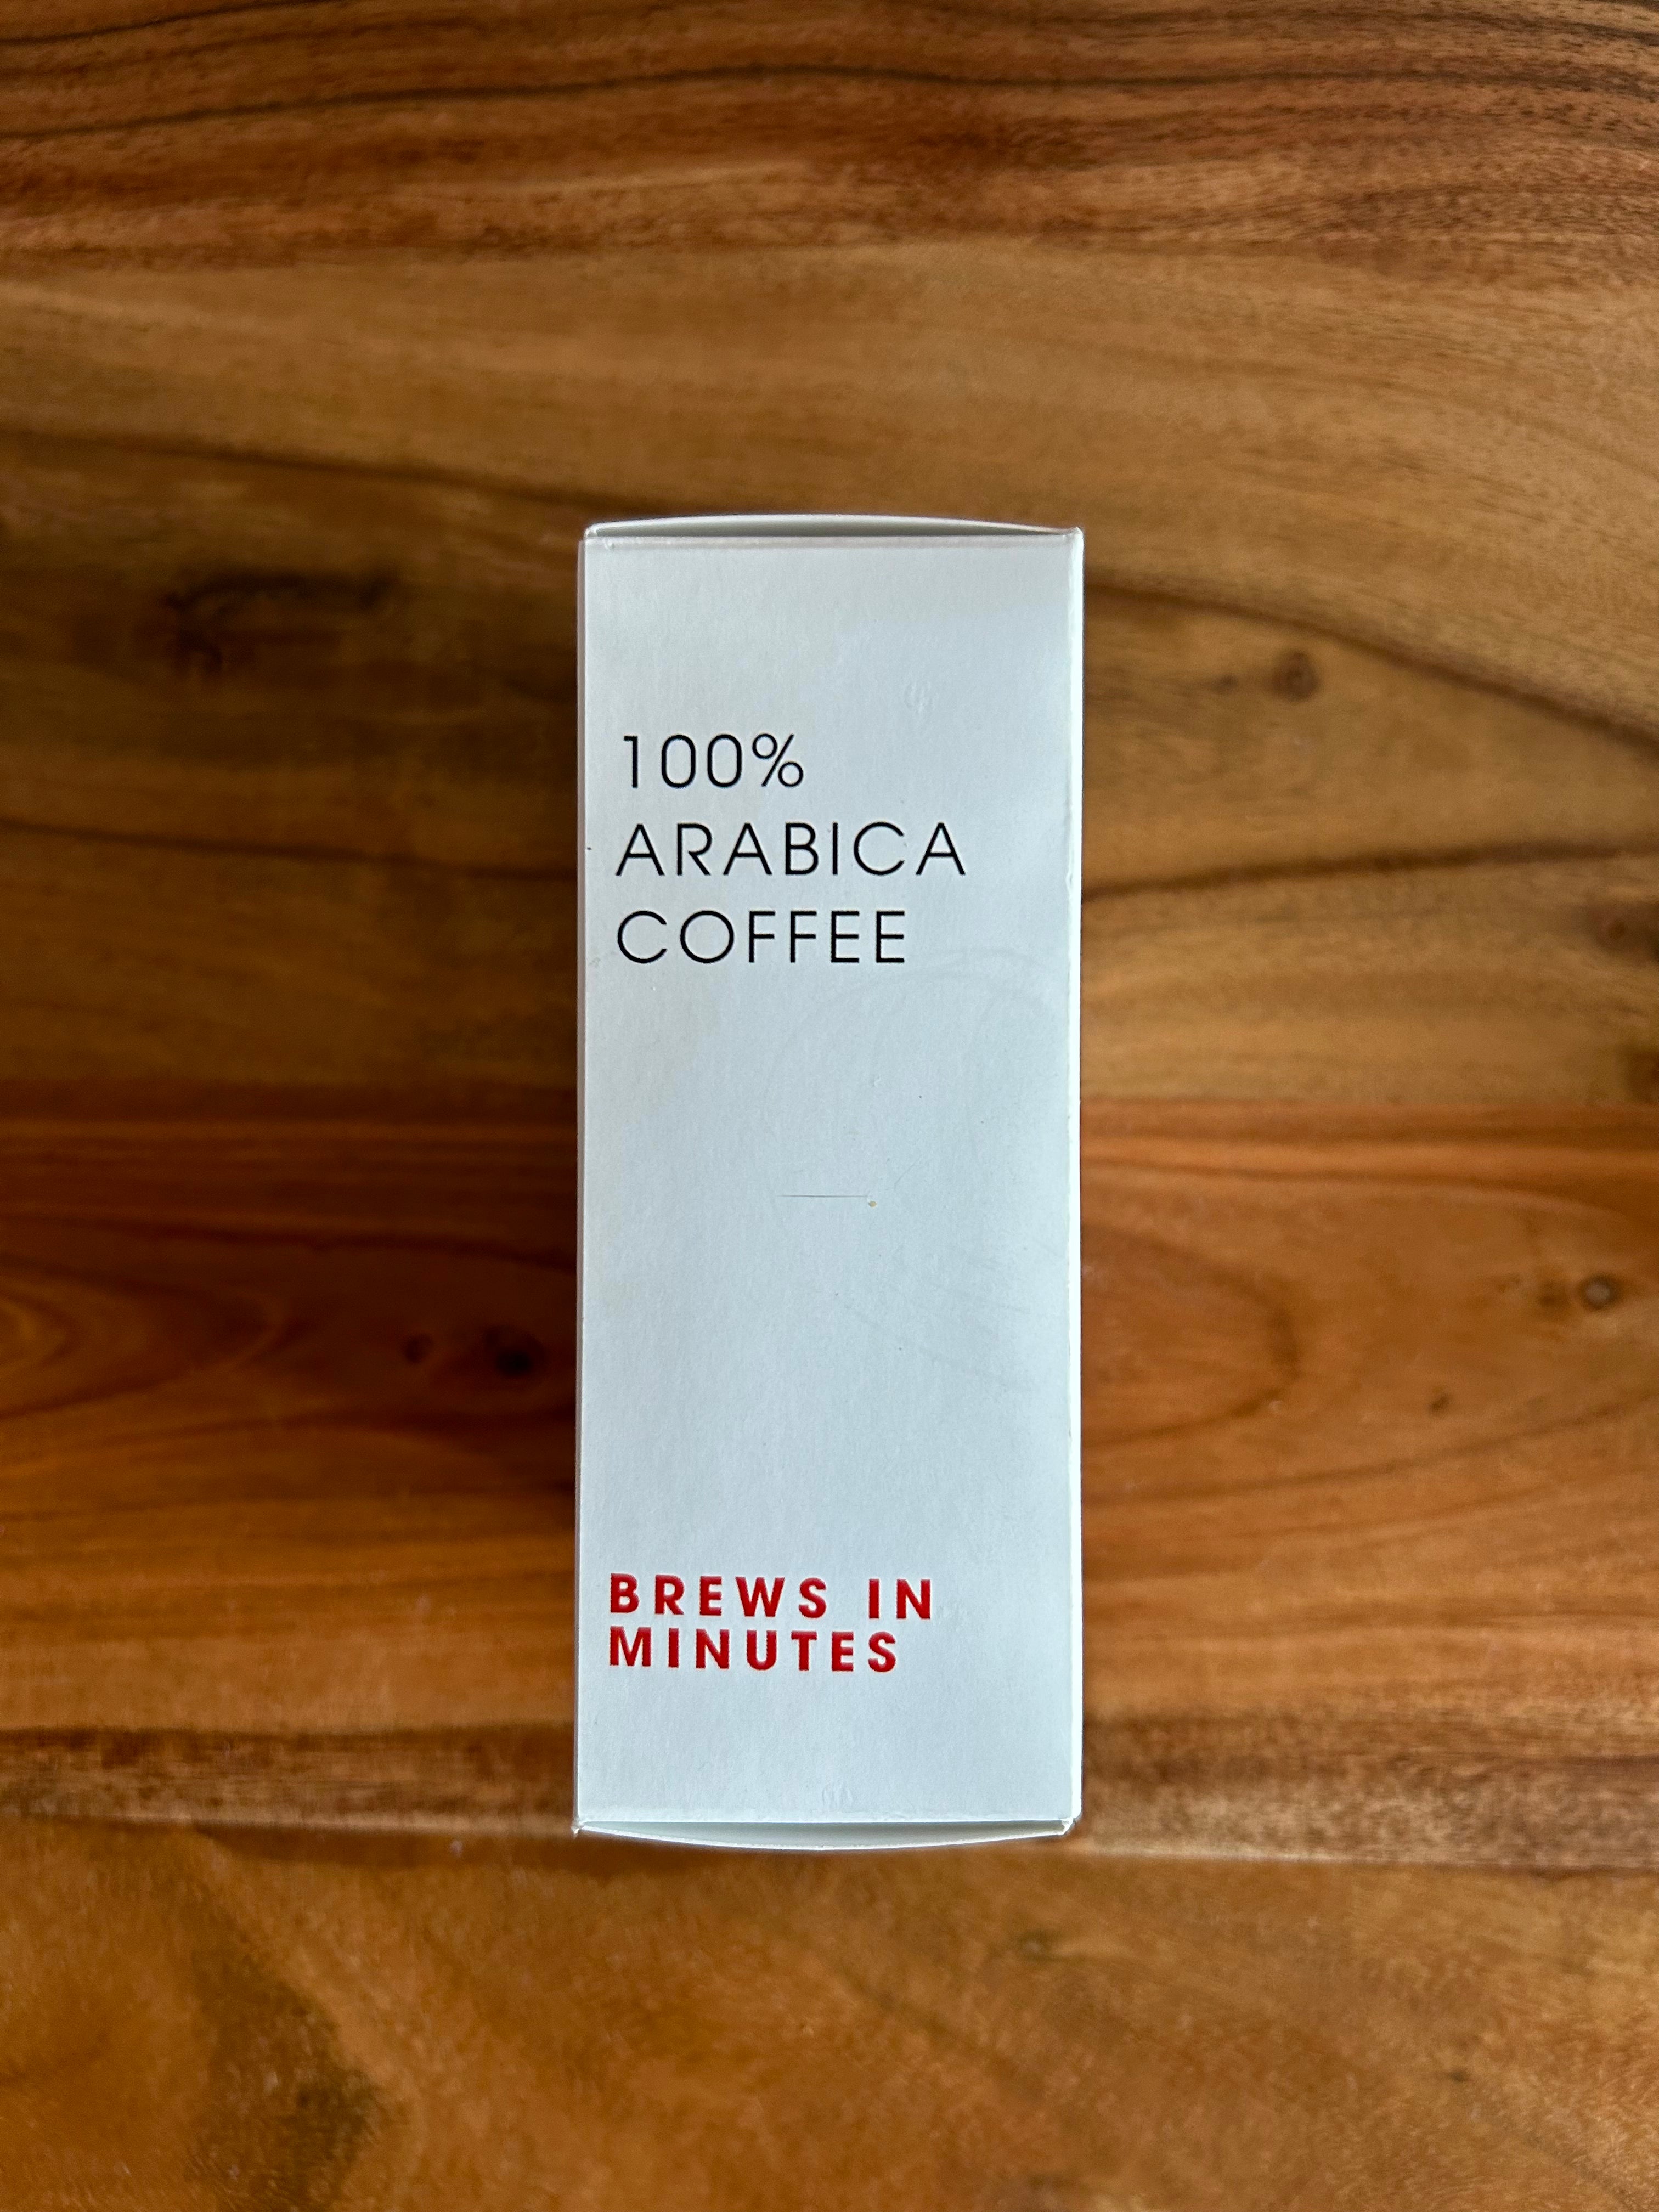 100%
ARABICA
COFFEE
BREWS IN
MINUTES